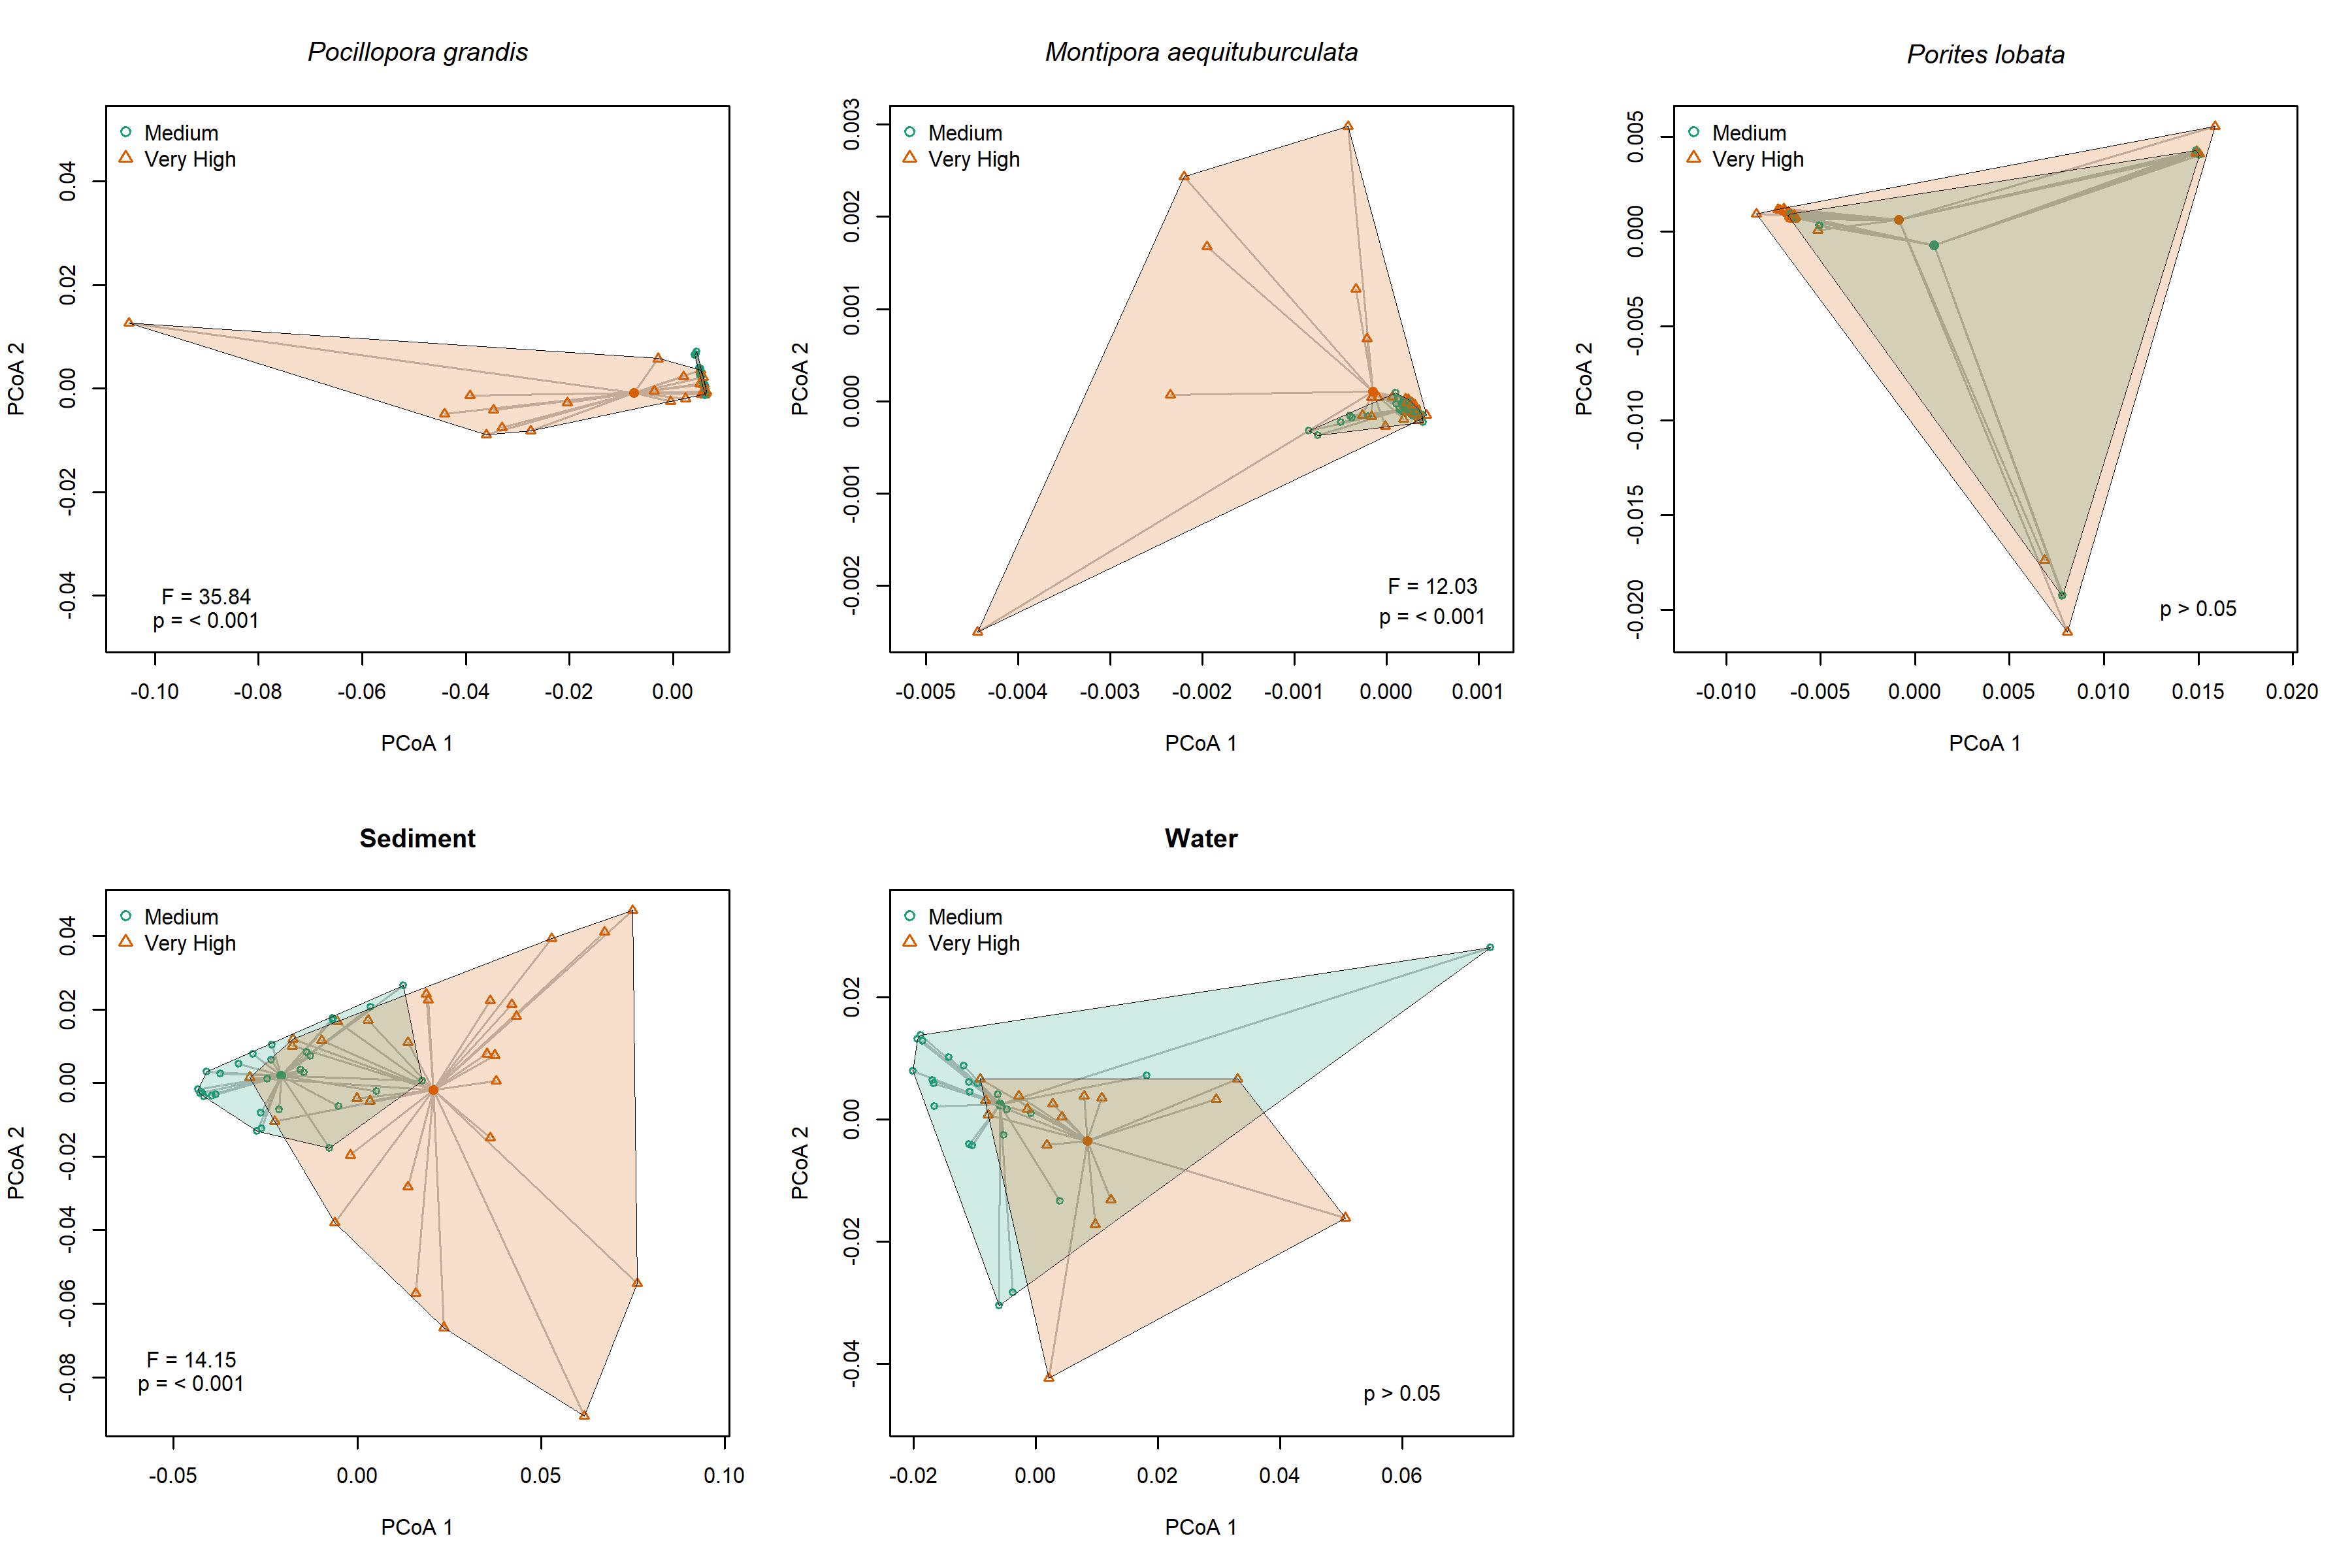 Pocillopora grandis
Medium
Very High
0.04
0.02
0.00
-0.02
-0.04
PCoA 2
F = 35.84
p = < 0.001
-0.10 -0.08 -0.06 -0.04 -0.02 0.00
PCoA 1
Montipora aequituburculata
Medium
Very High
0.003
0.002
0.001
0.000
-0.001
-0.002
PCoA 2
F = 12.03
p = < 0.001
-0.005 -0.004 -0.003 -0.002 -0.001 0.000 0.001
PCoA 1
Porites lobata
Medium
Very High
0.005
0.000
-0.005
-0.010
-0.015
-0.020
PCoA 2
p > 0.05
-0.010 -0.005 0.000 0.005 0.010 0.015 0.020
PCoA 1
Sediment
Medium
Very High
0.04
0.02
0.00
-0.02
-0.04
-0.06
-0.08
PCoA 2
F = 14.15
p = < 0.001
-0.05 0.00 0.05 0.10
PCoA 1
Water
Medium
Very High
0.02
0.00
-0.02
-0.04
PCoA 2
p > 0.05
-0.02 0.00 0.02 0.04 0.06
PCoA 1